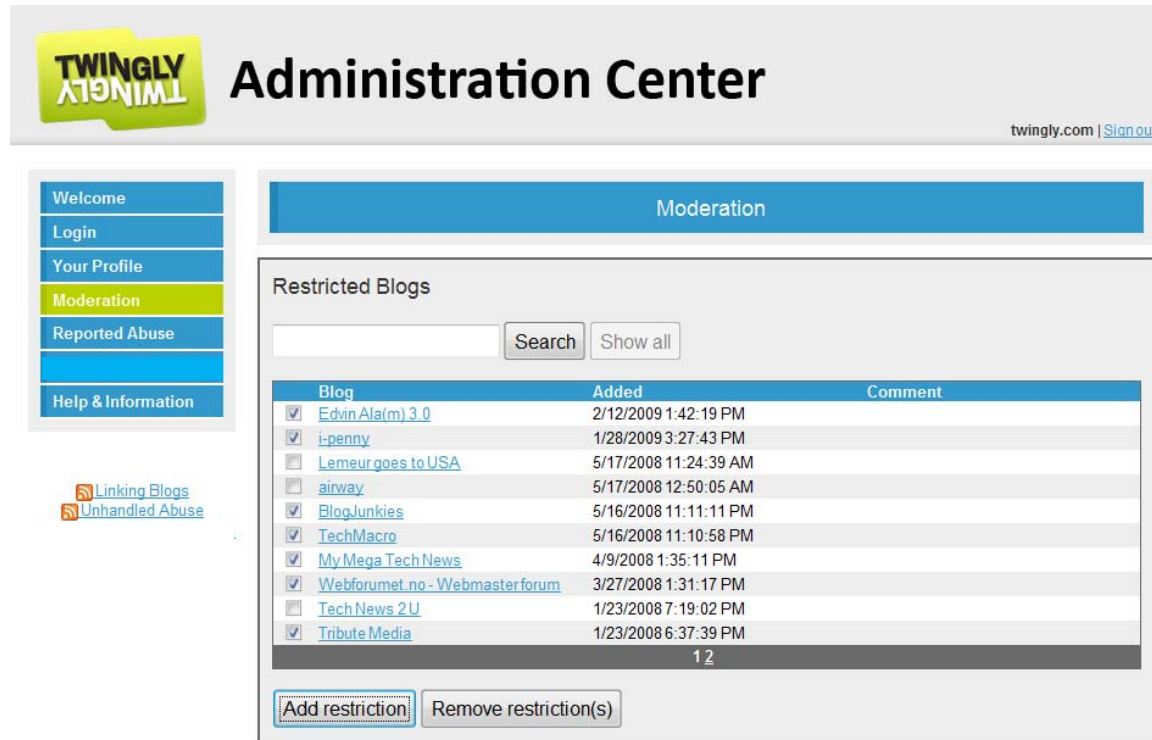 TWINGLY
TWINGLY
Administration Center
twingly.com | Sign ou
Welcome
Login
Your Profile
Moderation
Reported Abuse
Help & Information
Linking Blogs
Unhandled Abuse
Moderation
Restricted Blogs
Search Show all
Blog Added Comment
Edvin Ala(m) 3.0 2/12/2009 1:42:19 PM
i-penny 1/28/2009 3:27:43 PM
Lemeur goes to USA 5/17/2008 11:24:39 AM
airway 5/17/2008 12:50:05 AM
BlogJunkies 5/16/2008 11:11:11 PM
TechMacro 5/16/2008 11:10:58 PM
My Mega Tech News 4/9/2008 1:35:11 PM
Webforumet.no - Webmasterforum 3/27/2008 1:31:17 PM
Tech News 2 U 1/23/2008 7:19:02 PM
Tribute Media 1/23/2008 6:37:39 PM
1 2
Add restriction Remove restriction(s)